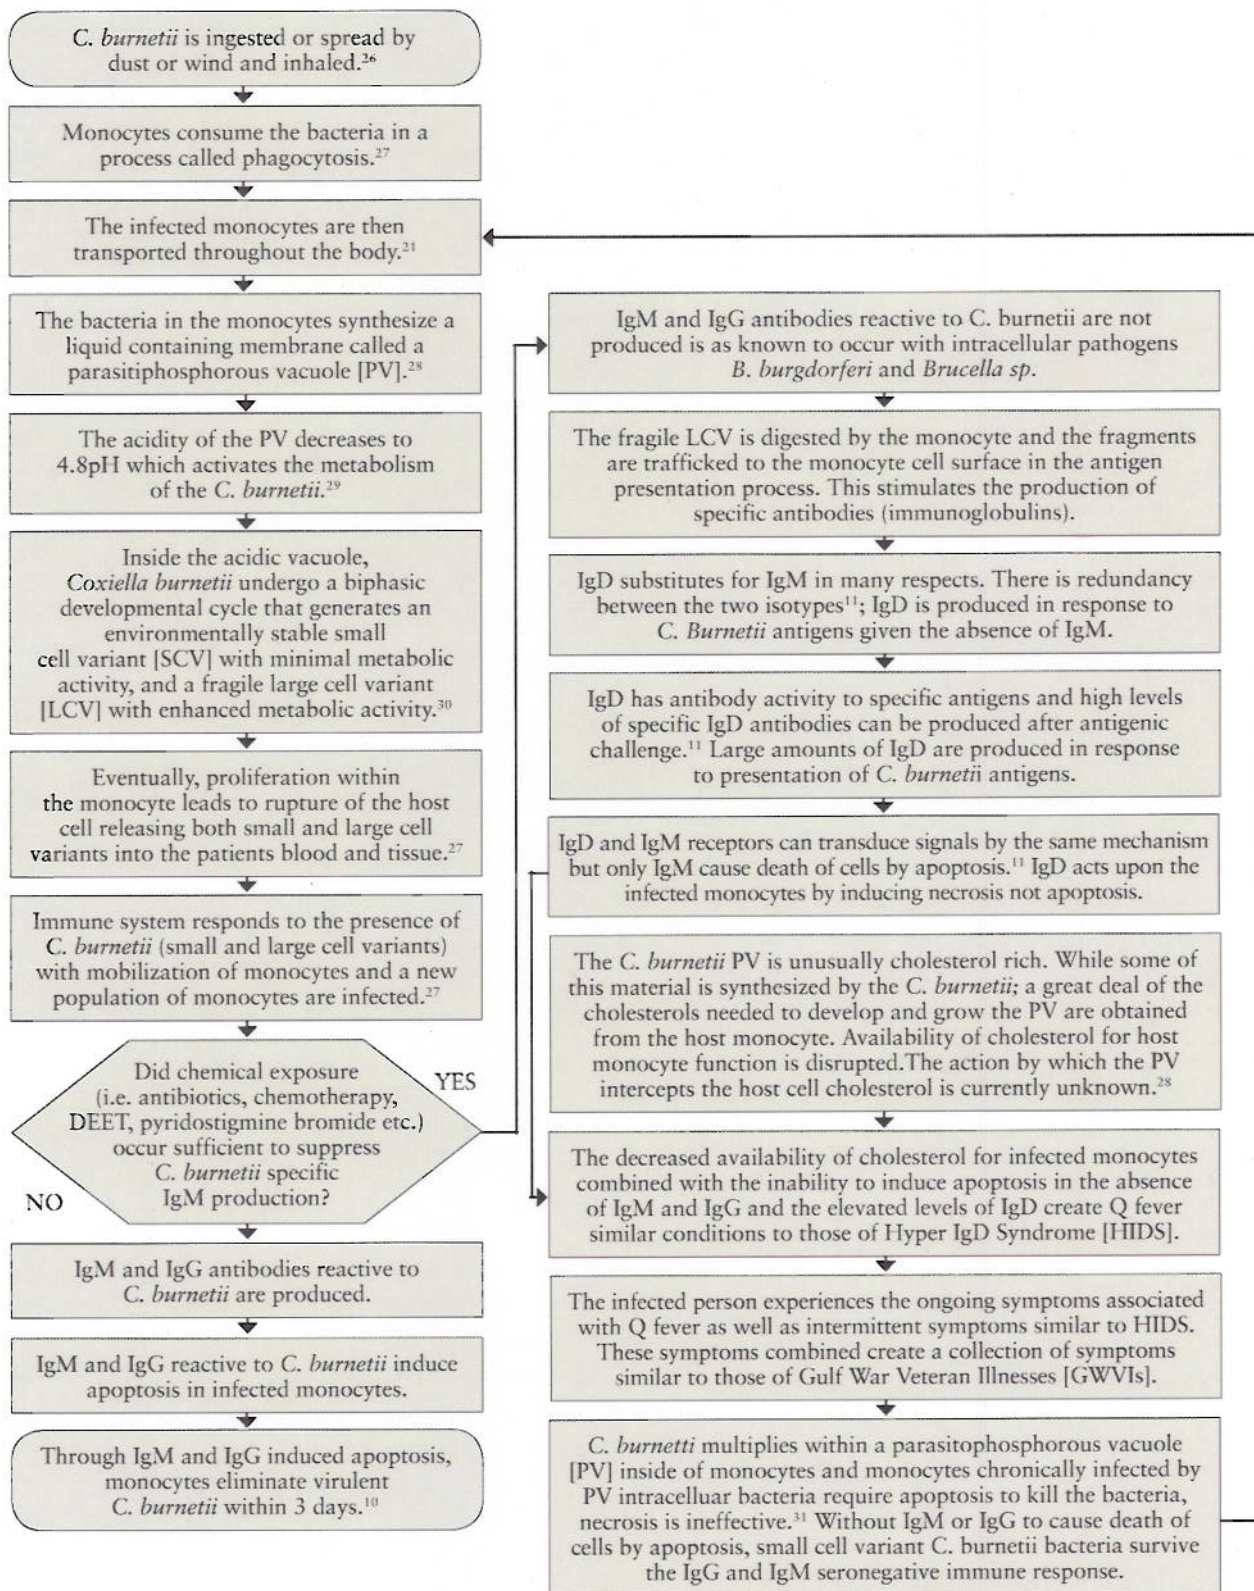 C. burnetii is ingested or spread by
dust or wind and inhaled.²⁶
Monocytes consume the bacteria in a
process called phagocytosis.²⁷
The infected monocytes are then
transported throughout the body.²¹
The bacteria in the monocytes synthesize a
liquid containing membrane called a
parasitiphosphorous vacuole [PV].²⁸
The acidity of the PV decreases to
4.8pH which activates the metabolism
of the C. burnetii.²⁹
Inside the acidic vacuole,
Coxiella burnetii undergo a biphasic
developmental cycle that generates an
environmentally stable small
cell variant [SCV] with minimal metabolic
activity, and a fragile large cell variant
[LCV] with enhanced metabolic activity.³⁰
Eventually, proliferation within
the monocyte leads to rupture of the host
cell releasing both small and large cell
variants into the patients blood and tissue.²⁷
Immune system responds to the presence of
C. burnetii (small and large cell variants)
with mobilization of monocytes and a new
population of monocytes are infected.²⁷
Did chemical exposure
(i.e. antibiotics, chemotherapy,
DEET, pyridostigmine bromide etc.)
occur sufficient to suppress
C. burnetii specific
IgM production?
YES
NO
IgM and IgG antibodies reactive to
C. burnetii are produced.
IgM and IgG reactive to C. burnetii induce
apoptosis in infected monocytes.
Through IgM and IgG induced apoptosis,
monocytes eliminate virulent
C. burnetii within 3 days.¹⁰
IgM and IgG antibodies reactive to C. burnetii are not
produced is as known to occur with intracellular pathogens
B. burgdorferi and Brucella sp.
The fragile LCV is digested by the monocyte and the fragments
are trafficked to the monocyte cell surface in the antigen
presentation process. This stimulates the production of
specific antibodies (immunoglobulins).
IgD substitutes for IgM in many respects. There is redundancy
between the two isotypes¹¹; IgD is produced in response to
C. Burnetii antigens given the absence of IgM.
IgD has antibody activity to specific antigens and high levels
of specific IgD antibodies can be produced after antigenic
challenge.¹¹ Large amounts of IgD are produced in response
to presentation of C. burnetii antigens.
IgD and IgM receptors can transduce signals by the same mechanism
but only IgM cause death of cells by apoptosis.¹¹ IgD acts upon the
infected monocytes by inducing necrosis not apoptosis.
The C. burnetii PV is unusually cholesterol rich. While some of
this material is synthesized by the C. burnetii; a great deal of the
cholesterols needed to develop and grow the PV are obtained
from the host monocyte. Availability of cholesterol for host
monocyte function is disrupted.The action by which the PV
intercepts the host cell cholesterol is currently unknown.²⁸
The decreased availability of cholesterol for infected monocytes
combined with the inability to induce apoptosis in the absence
of IgM and IgG and the elevated levels of IgD create Q fever
similar conditions to those of Hyper IgD Syndrome [HIDS].
The infected person experiences the ongoing symptoms associated
with Q fever as well as intermittent symptoms similar to HIDS.
These symptoms combined create a collection of symptoms
similar to those of Gulf War Veteran Illnesses [GWVIs].
C. burnetti multiplies within a parasitophosphorous vacuole
[PV] inside of monocytes and monocytes chronically infected by
PV intracelluar bacteria require apoptosis to kill the bacteria,
necrosis is ineffective.³¹ Without IgM or IgG to cause death of
cells by apoptosis, small cell variant C. burnetii bacteria survive
the IgG and IgM seronegative immune response.